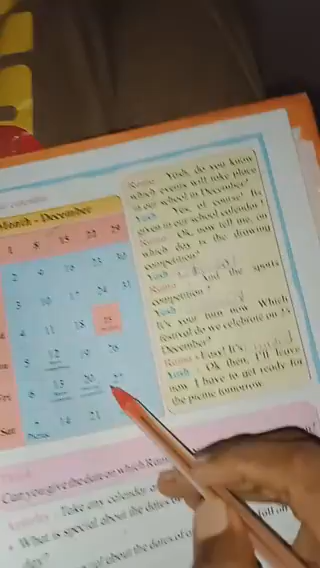 Month - December
1 8 15 22 29
2 9 16 23 30
3 10 17 24 31
4 11 18 25
5 12 19 26
Fri 6 13 20 27
Sat 7 14 21
Picnic
Yash, do you know
which events will take place
in our school in December?
Yash Yes, of course! It's
given in our school calendar!
OK, now tell me, on
which day is the drawing
competition?
Yash
And the sports
competition?
Yash
It's your turn now. Which
festival do we celebrate on 25
December?
Easy! It's
Yash Ok then, I'll leave
now. I have to get ready for
the picnic tomorrow.
Can you give the date on which
Take any calendar
What is special about the dates
day?
special about the dates of